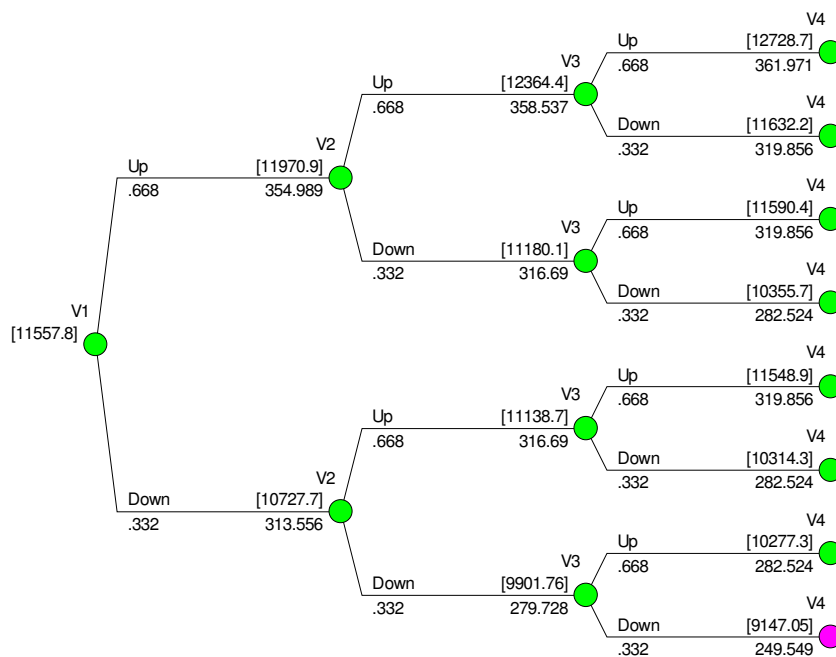 V4
Up [12728.7]
.668 361.971
V3
Up [12364.4]
.668 358.537
V4
Down [11632.2]
.332 319.856
V2
Up [11970.9]
.668 354.989
V4
Up [11590.4]
.668 319.856
V3
Down [11180.1]
.332 316.69
V4
Down [10355.7]
.332 282.524
V1
[11557.8]
V4
Up [11548.9]
.668 319.856
V3
Up [11138.7]
.668 316.69
V4
Down [10314.3]
.332 282.524
V2
Down [10727.7]
.332 313.556
V4
Up [10277.3]
.668 282.524
V3
Down [9901.76]
.332 279.728
V4
Down [9147.05]
.332 249.549